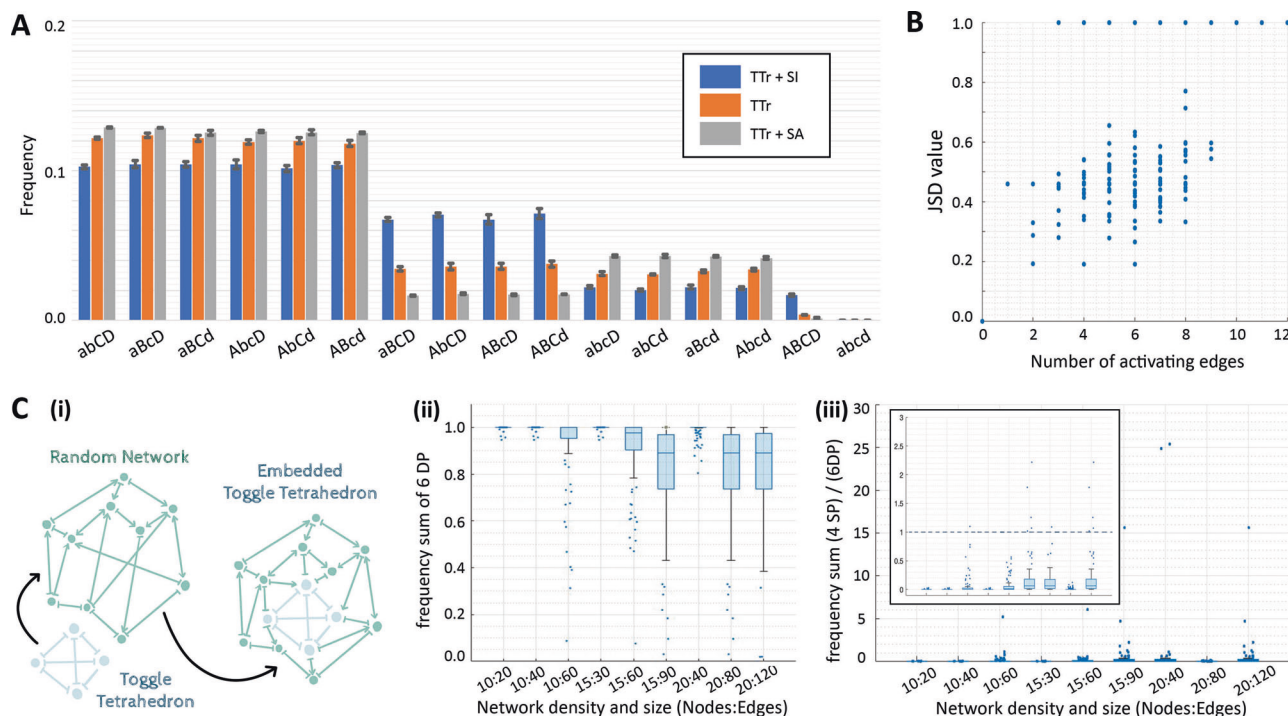 A
0.2
0.1
0.0
Frequency
TTr + SI
TTr
TTr + SA
abcD
aBcD
aBCd
AbcD
AbCd
ABcd
aBCD
AbCD
ABcD
ABCd
abcD
abCd
aBcd
Abcd
ABCD
abcd
B
1.0
0.8
0.6
0.4
0.2
0.0
JSD value
0 2 4 6 8 10 12
Number of activating edges
C (i)
Random Network
Embedded
Toggle Tetrahedron
Toggle
Tetrahedron
(ii)
1.0
0.8
0.6
0.4
0.2
0.0
frequency sum of 6 DP
10:20 10:40 10:60 15:30 15:60 15:90 20:40 20:80 20:120
Network density and size (Nodes:Edges)
(iii)
30
25
20
15
10
5
0
frequency sum (4 SP) / (6DP)
3
2
1
0.5
0
10:20 10:40 10:60 15:30 15:60 15:90 20:40 20:80 20:120
Network density and size (Nodes:Edges)